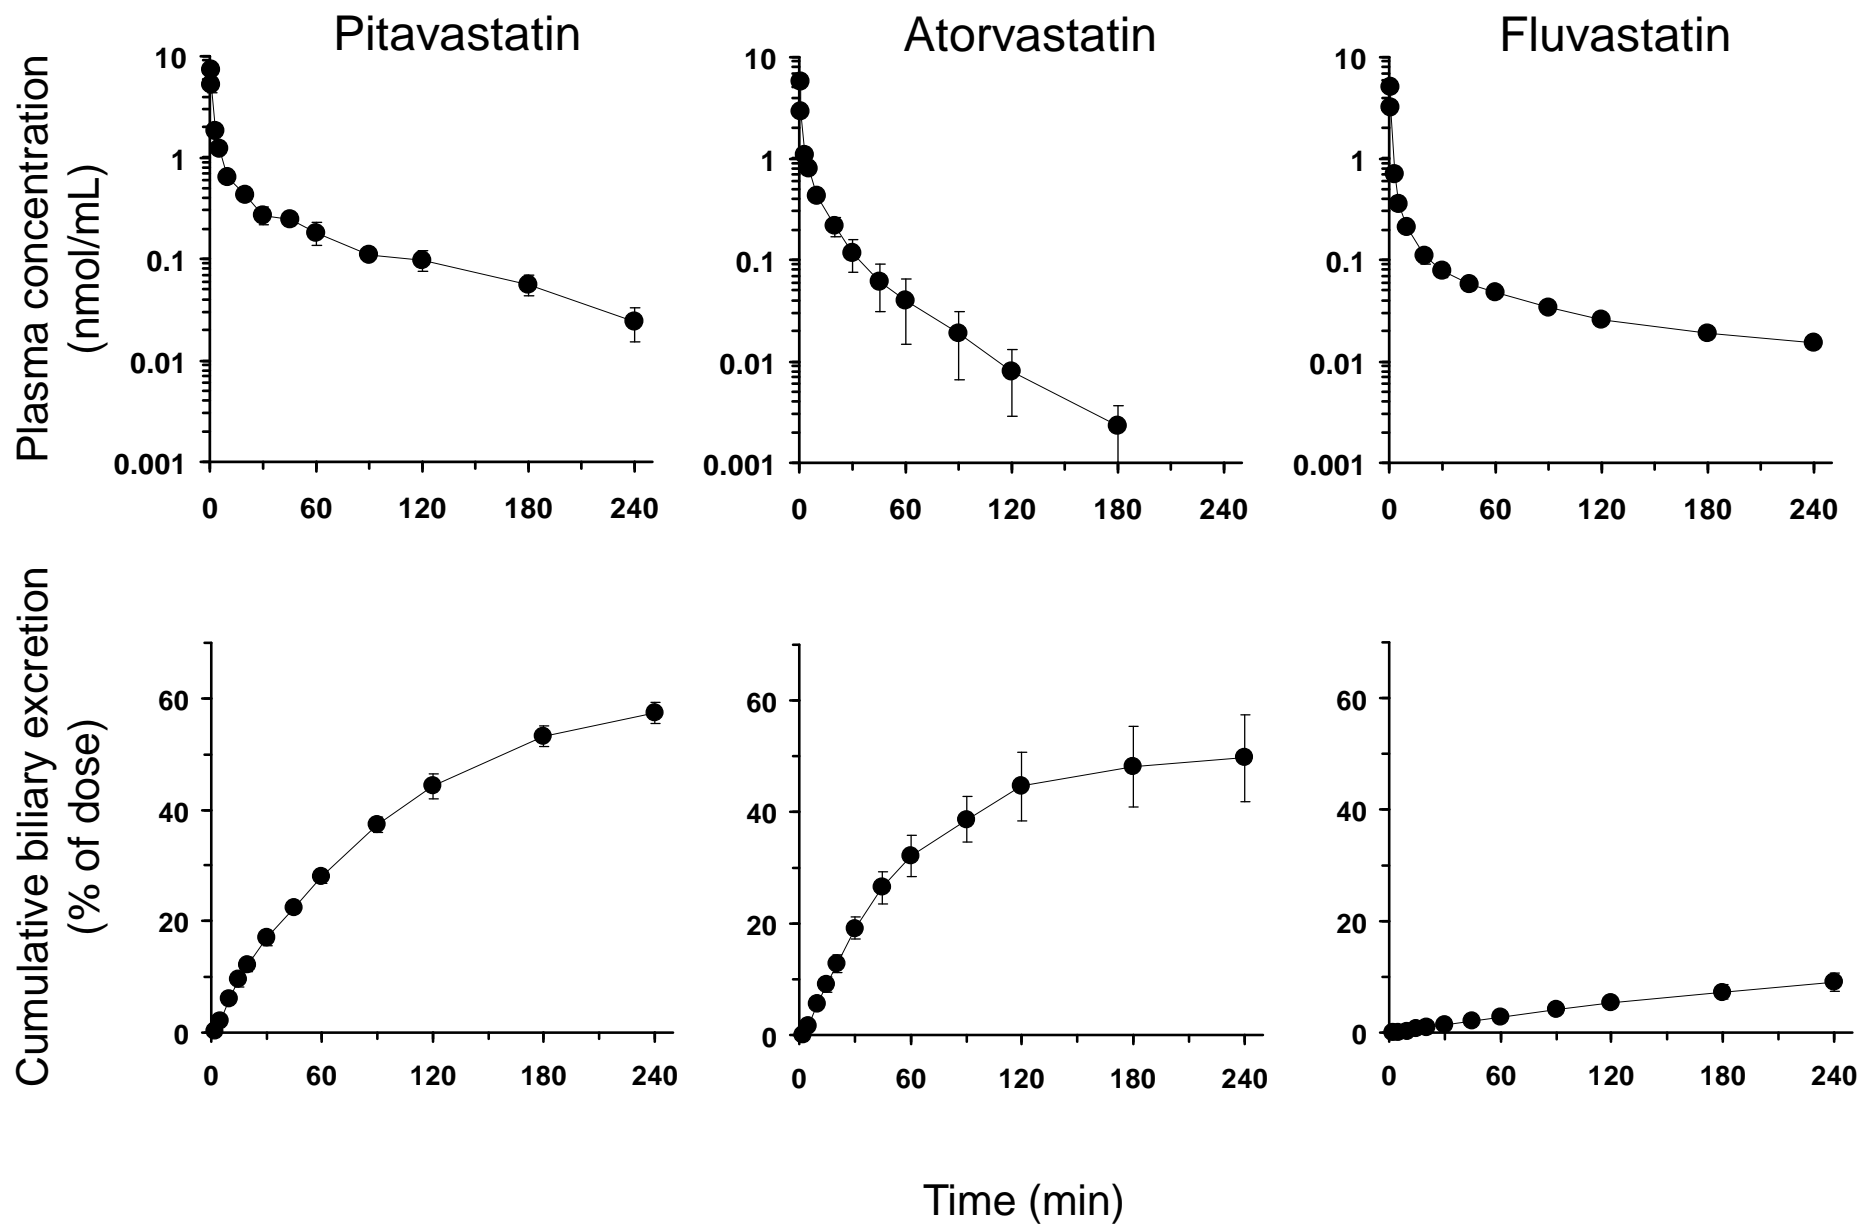 Pitavastatin
Atorvastatin
Fluvastatin
Plasma concentration
(nmol/mL)
10
1
0.1
0.01
0.001
0 60 120 180 240
10
1
0.1
0.01
0.001
0 60 120 180 240
10
1
0.1
0.01
0.001
0 60 120 180 240
Cumulative biliary excretion
(% of dose)
60
40
20
0
0 60 120 180 240
60
40
20
0
0 60 120 180 240
60
40
20
0
0 60 120 180 240
Time (min)